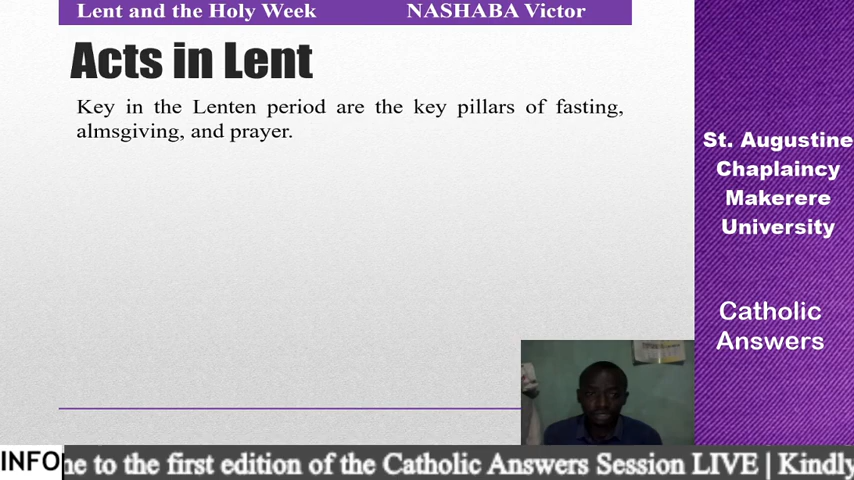 Lent and the Holy Week NASHABA Victor
Acts in Lent
Key in the Lenten period are the key pillars of fasting,
almsgiving, and prayer.
St. Augustine
Chaplaincy
Makerere
University
Catholic
Answers
INFO ne to the first edition of the Catholic Answers Session LIVE | Kindly